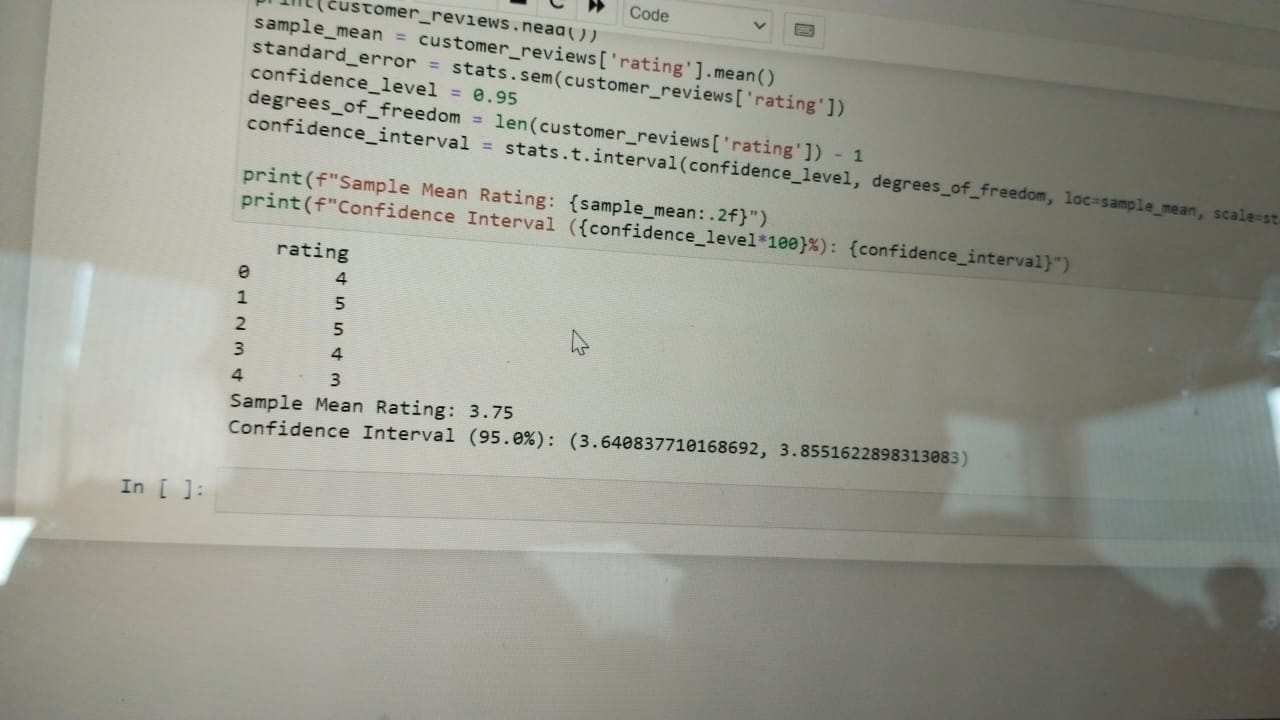 Code
print(customer_reviews.head())
sample_mean = customer_reviews['rating'].mean()
standard_error = stats.sem(customer_reviews['rating'])
confidence_level = 0.95
degrees_of_freedom = len(customer_reviews['rating']) - 1
confidence_interval = stats.t.interval(confidence_level, degrees_of_freedom, loc=sample_mean, scale=st
print(f"Sample Mean Rating: {sample_mean:.2f}")
print(f"Confidence Interval ({confidence_level*100}%): {confidence_interval}")
rating
0 4
1 5
2 5
3 4
4 3
Sample Mean Rating: 3.75
Confidence Interval (95.0%): (3.640837710168692, 3.8551622898313083)
In [ ]: